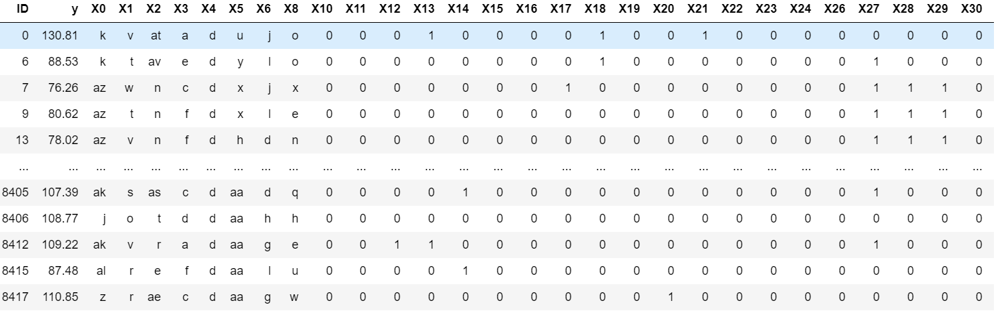 ID y X0 X1 X2 X3 X4 X5 X6 X8 X10 X11 X12 X13 X14 X15 X16 X17 X18 X19 X20 X21 X22 X23 X24 X26 X27 X28 X29 X30
0 130.81 k v at a d u j o 0 0 0 1 0 0 0 0 1 0 0 1 0 0 0 0 0 0 0 0
6 88.53 k t av e d y l o 0 0 0 0 0 0 0 0 1 0 0 0 0 0 0 0 1 0 0 0
7 76.26 az w n c d x j x 0 0 0 0 0 0 0 1 0 0 0 0 0 0 0 0 1 1 1 0
9 80.62 az t n f d x l e 0 0 0 0 0 0 0 0 0 0 0 0 0 0 0 0 1 1 1 0
13 78.02 az v n f d h d n 0 0 0 0 0 0 0 0 0 0 0 0 0 0 0 0 1 1 1 0
... ... ... ... ... ... ... ... ... ... ... ... ... ... ... ... ... ... ... ... ... ... ... ... ... ... ... ... ... ...
8405 107.39 ak s as c d aa d q 0 0 0 0 1 0 0 0 0 0 0 0 0 0 0 0 1 0 0 0
8406 108.77 j o t d d aa h h 0 0 0 0 0 0 0 0 0 0 0 0 0 0 0 0 0 0 0 0
8412 109.22 ak v r a d aa g e 0 0 1 1 0 0 0 0 0 0 0 0 0 0 0 0 1 0 0 0
8415 87.48 al r e f d aa l u 0 0 0 0 1 0 0 0 0 0 0 0 0 0 0 0 0 0 0 0
8417 110.85 z r ae c d aa g w 0 0 0 0 0 0 0 0 0 0 1 0 0 0 0 0 0 0 0 0